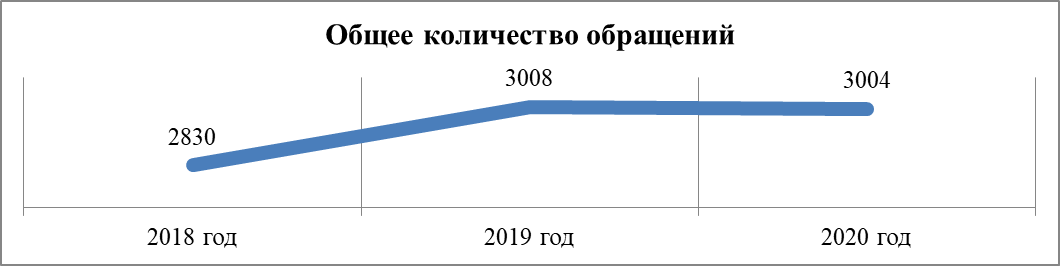 Общее количество обращений
3008
3004
2830
2018 год
2019 год
2020 год